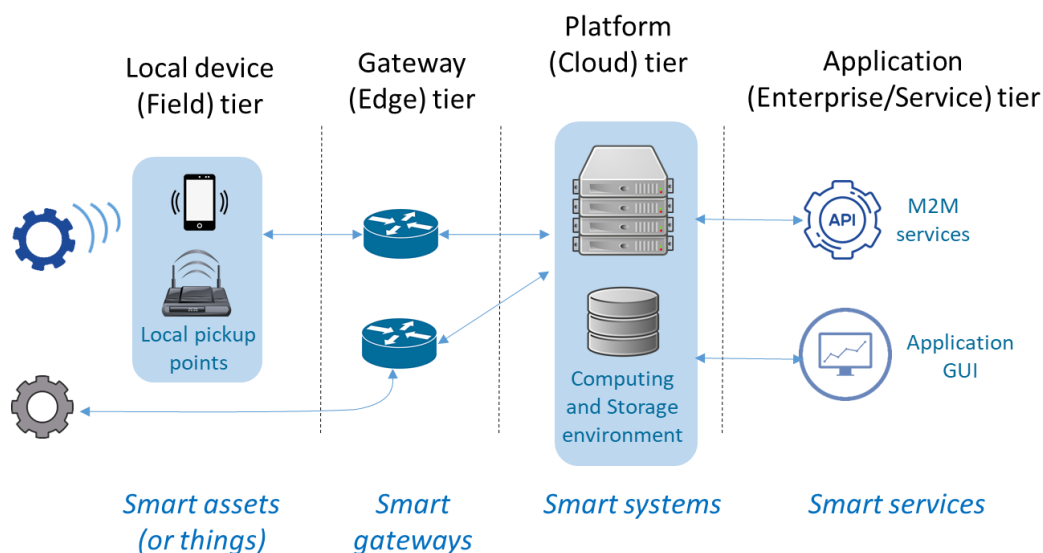 Local device
(Field) tier
Gateway
(Edge) tier
Platform
(Cloud) tier
Application
(Enterprise/Service) tier
Local pickup
points
Computing
and Storage
environment
API
M2M
services
Application
GUI
Smart assets
(or things)
Smart
gateways
Smart systems
Smart services